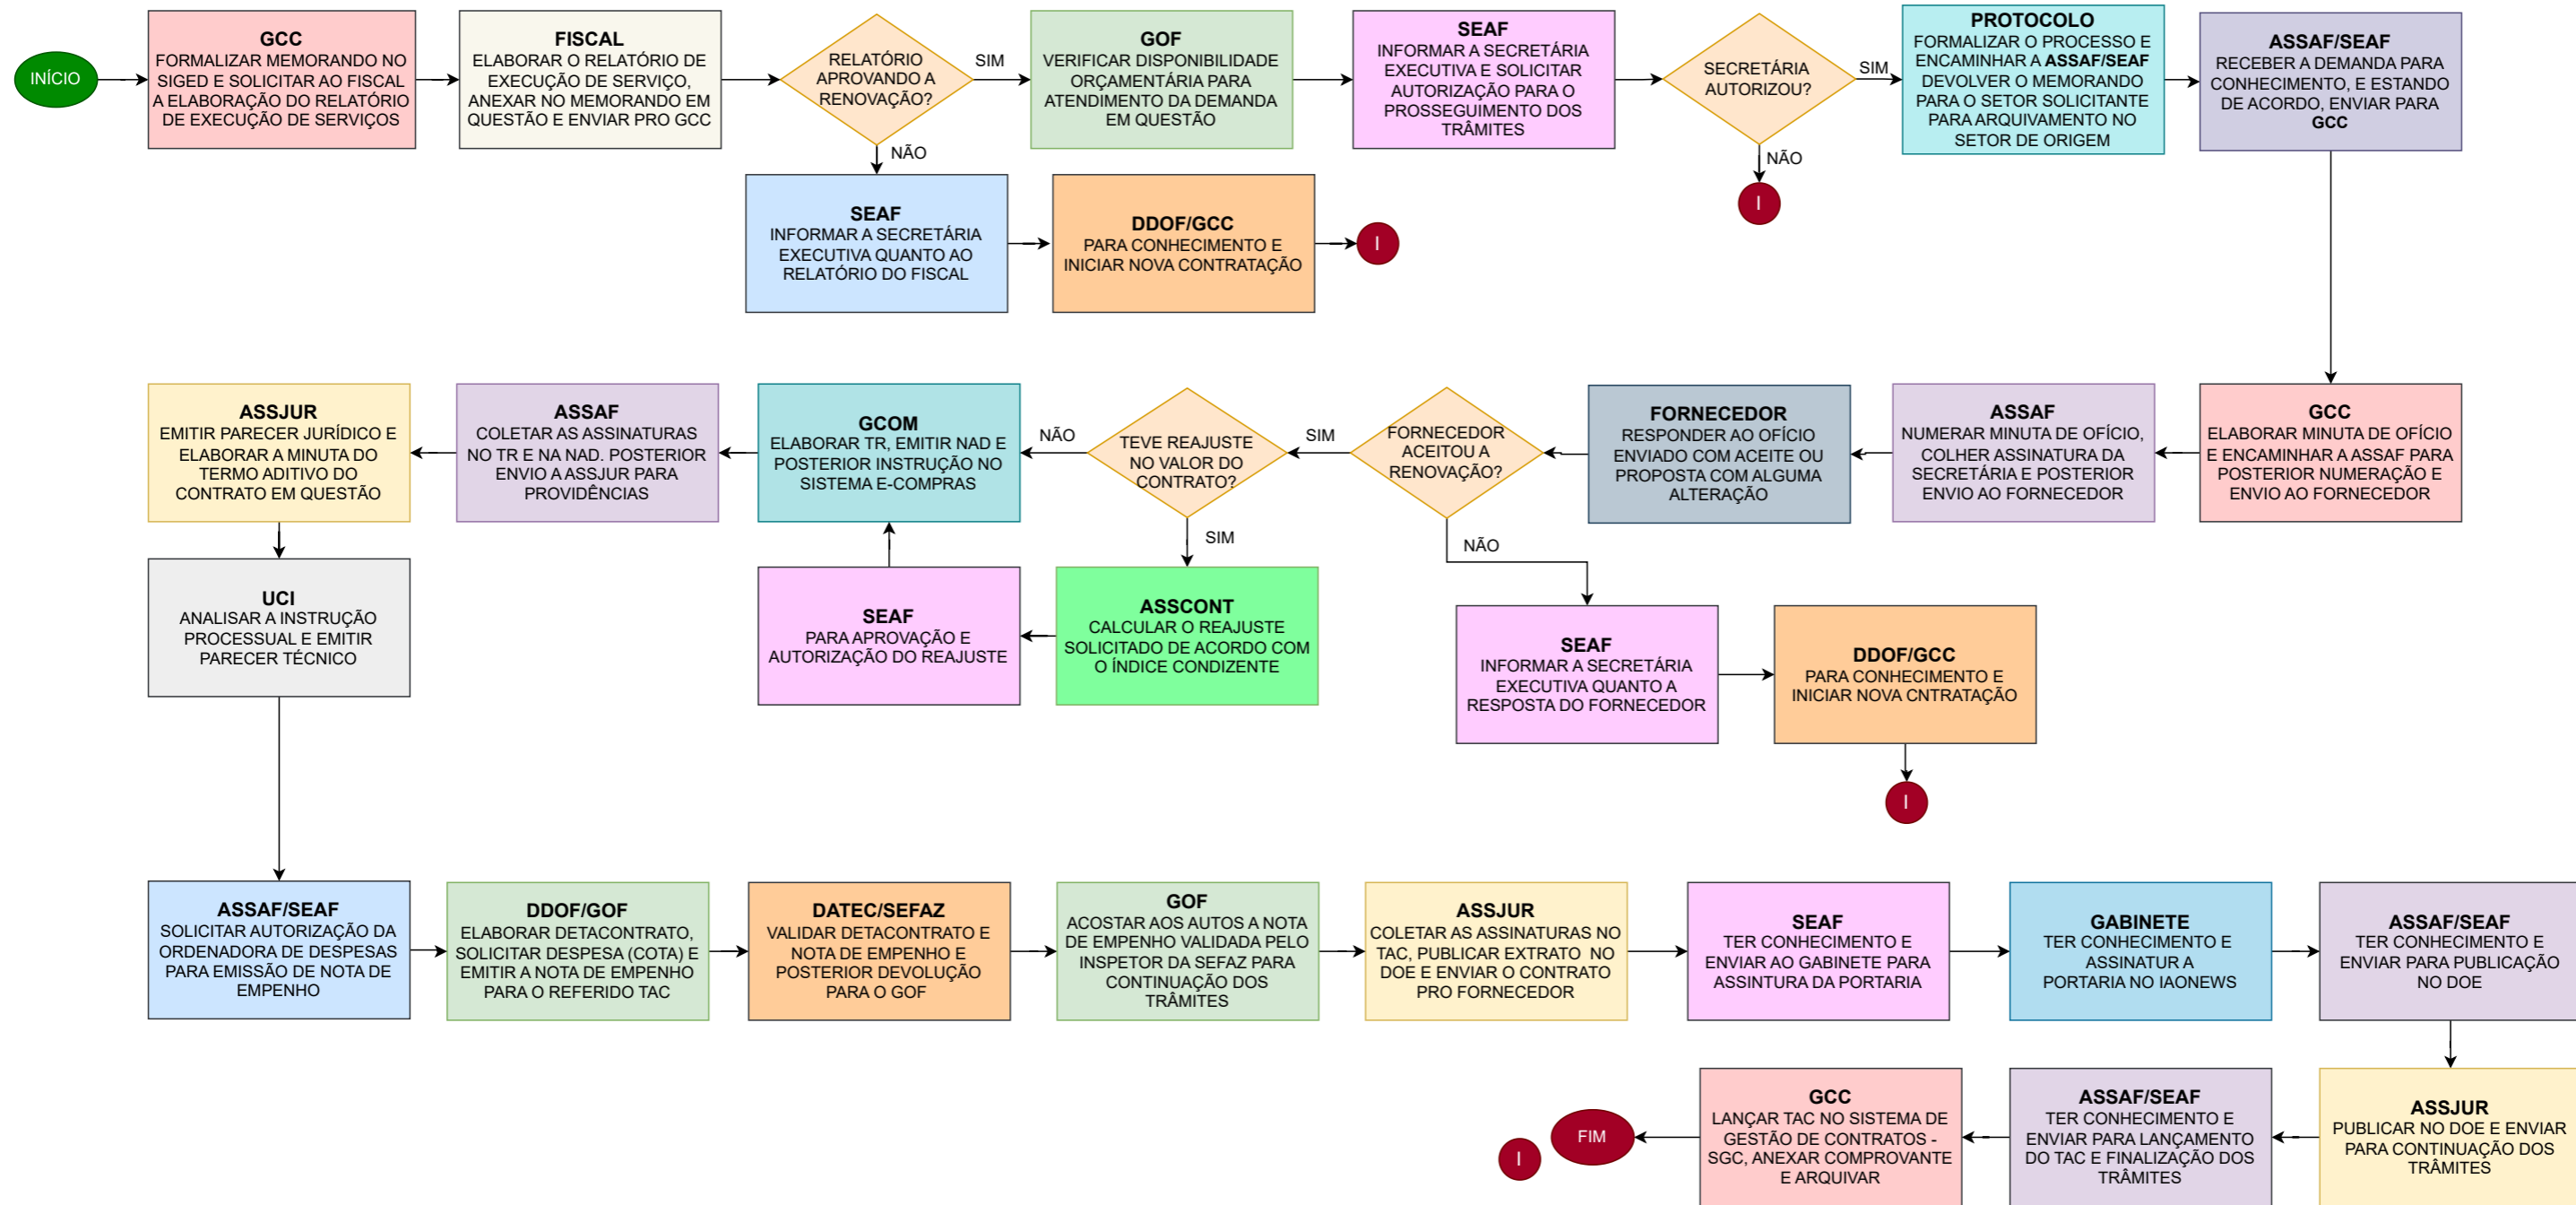 INÍCIO
GCC
FORMALIZAR MEMORANDO NO
SIGED E SOLICITAR AO FISCAL
A ELABORAÇÃO DO RELATÓRIO
DE EXECUÇÃO DE SERVIÇOS
FISCAL
ELABORAR O RELATÓRIO DE
EXECUÇÃO DE SERVIÇO,
ANEXAR NO MEMORANDO EM
QUESTÃO E ENVIAR PRO GCC
RELATÓRIO
APROVANDO A
RENOVAÇÃO?
SIM
NÃO
GOF
VERIFICAR DISPONIBILIDADE
ORÇAMENTÁRIA PARA
ATENDIMENTO DA DEMANDA
EM QUESTÃO
SEAF
INFORMAR A SECRETÁRIA
EXECUTIVA E SOLICITAR
AUTORIZAÇÃO PARA O
PROSSEGUIMENTO DOS
TRÂMITES
SECRETÁRIA
AUTORIZOU?
SIM
NÃO
I
PROTOCOLO
FORMALIZAR O PROCESSO E
ENCAMINHAR A ASSAF/SEAF
DEVOLVER O MEMORANDO
PARA O SETOR SOLICITANTE
PARA ARQUIVAMENTO NO
SETOR DE ORIGEM
ASSAF/SEAF
RECEBER A DEMANDA PARA
CONHECIMENTO, E ESTANDO
DE ACORDO, ENVIAR PARA
GCC
SEAF
INFORMAR A SECRETÁRIA
EXECUTIVA QUANTO AO
RELATÓRIO DO FISCAL
DDOF/GCC
PARA CONHECIMENTO E
INICIAR NOVA CONTRATAÇÃO
I
GCC
ELABORAR MINUTA DE OFÍCIO
E ENCAMINHAR A ASSAF PARA
POSTERIOR NUMERAÇÃO E
ENVIO AO FORNECEDOR
ASSAF
NUMERAR MINUTA DE OFÍCIO,
COLHER ASSINATURA DA
SECRETÁRIA E POSTERIOR
ENVIO AO FORNECEDOR
FORNECEDOR
RESPONDER AO OFÍCIO
ENVIADO COM ACEITE OU
PROPOSTA COM ALGUMA
ALTERAÇÃO
FORNECEDOR
ACEITOU A
RENOVAÇÃO?
SIM
NÃO
TEVE REAJUSTE
NO VALOR DO
CONTRATO?
NÃO
SIM
GCOM
ELABORAR TR, EMITIR NAD E
POSTERIOR INSTRUÇÃO NO
SISTEMA E-COMPRAS
ASSAF
COLETAR AS ASSINATURAS
NO TR E NA NAD. POSTERIOR
ENVIO A ASSJUR PARA
PROVIDÊNCIAS
ASSJUR
EMITIR PARECER JURÍDICO E
ELABORAR A MINUTA DO
TERMO ADITIVO DO
CONTRATO EM QUESTÃO
UCI
ANALISAR A INSTRUÇÃO
PROCESSUAL E EMITIR
PARECER TÉCNICO
SEAF
PARA APROVAÇÃO E
AUTORIZAÇÃO DO REAJUSTE
ASSCONT
CALCULAR O REAJUSTE
SOLICITADO DE ACORDO COM
O ÍNDICE CONDIZENTE
SEAF
INFORMAR A SECRETÁRIA
EXECUTIVA QUANTO A
RESPOSTA DO FORNECEDOR
DDOF/GCC
PARA CONHECIMENTO E
INICIAR NOVA CNTRATAÇÃO
I
ASSAF/SEAF
SOLICITAR AUTORIZAÇÃO DA
ORDENADORA DE DESPESAS
PARA EMISSÃO DE NOTA DE
EMPENHO
DDOF/GOF
ELABORAR DETACONTRATO,
SOLICITAR DESPESA (COTA) E
EMITIR A NOTA DE EMPENHO
PARA O REFERIDO TAC
DATEC/SEFAZ
VALIDAR DETACONTRATO E
NOTA DE EMPENHO E
POSTERIOR DEVOLUÇÃO
PARA O GOF
GOF
ACOSTAR AOS AUTOS A NOTA
DE EMPENHO VALIDADA PELO
INSPETOR DA SEFAZ PARA
CONTINUAÇÃO DOS
TRÂMITES
ASSJUR
COLETAR AS ASSINATURAS NO
TAC, PUBLICAR EXTRATO NO
DOE E ENVIAR O CONTRATO
PRO FORNECEDOR
SEAF
TER CONHECIMENTO E
ENVIAR AO GABINETE PARA
ASSINTURA DA PORTARIA
GABINETE
TER CONHECIMENTO E
ASSINATUR A
PORTARIA NO IAONEWS
ASSAF/SEAF
TER CONHECIMENTO E
ENVIAR PARA PUBLICAÇÃO
NO DOE
ASSJUR
PUBLICAR NO DOE E ENVIAR
PARA CONTINUAÇÃO DOS
TRÂMITES
ASSAF/SEAF
TER CONHECIMENTO E
ENVIAR PARA LANÇAMENTO
DO TAC E FINALIZAÇÃO DOS
TRÂMITES
GCC
LANÇAR TAC NO SISTEMA DE
GESTÃO DE CONTRATOS -
SGC, ANEXAR COMPROVANTE
E ARQUIVAR
FIM
I